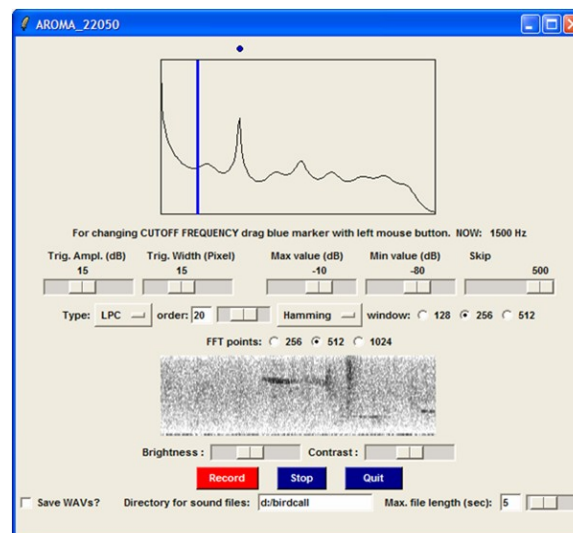 AROMA_22050
For changing CUTOFF FREQUENCY drag blue marker with left mouse button. NOW: 1500 Hz
Trig. Ampl. (dB) Trig. Width (Pixel) Max value (dB) Min value (dB) Skip
15 15 -10 -80 500
Type: LPC order: 20 Hamming window: 128 256 512
FFT points: 256 512 1024
Brightness : Contrast :
Record Stop Quit
Save WAVs? Directory for sound files: d:/birdcall Max. file length (sec): 5